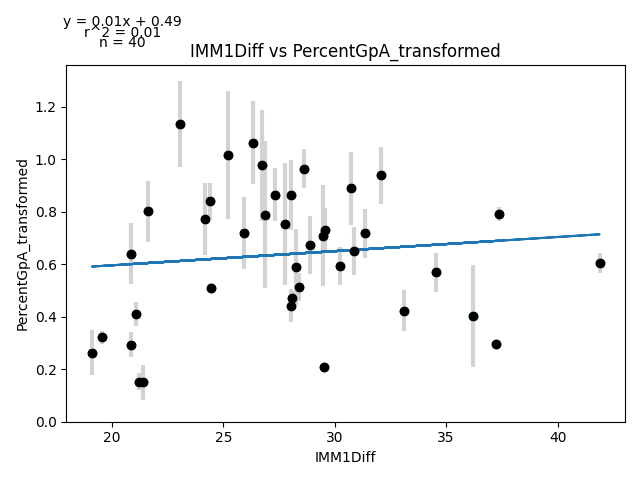 y = 0.01x + 0.49
r^2 = 0.01
n = 40
IMM1Diff vs PercentGpA_transformed
PercentGpA_transformed
1.2
1.0
0.8
0.6
0.4
0.2
0.0
20
25
30
35
40
IMM1Diff